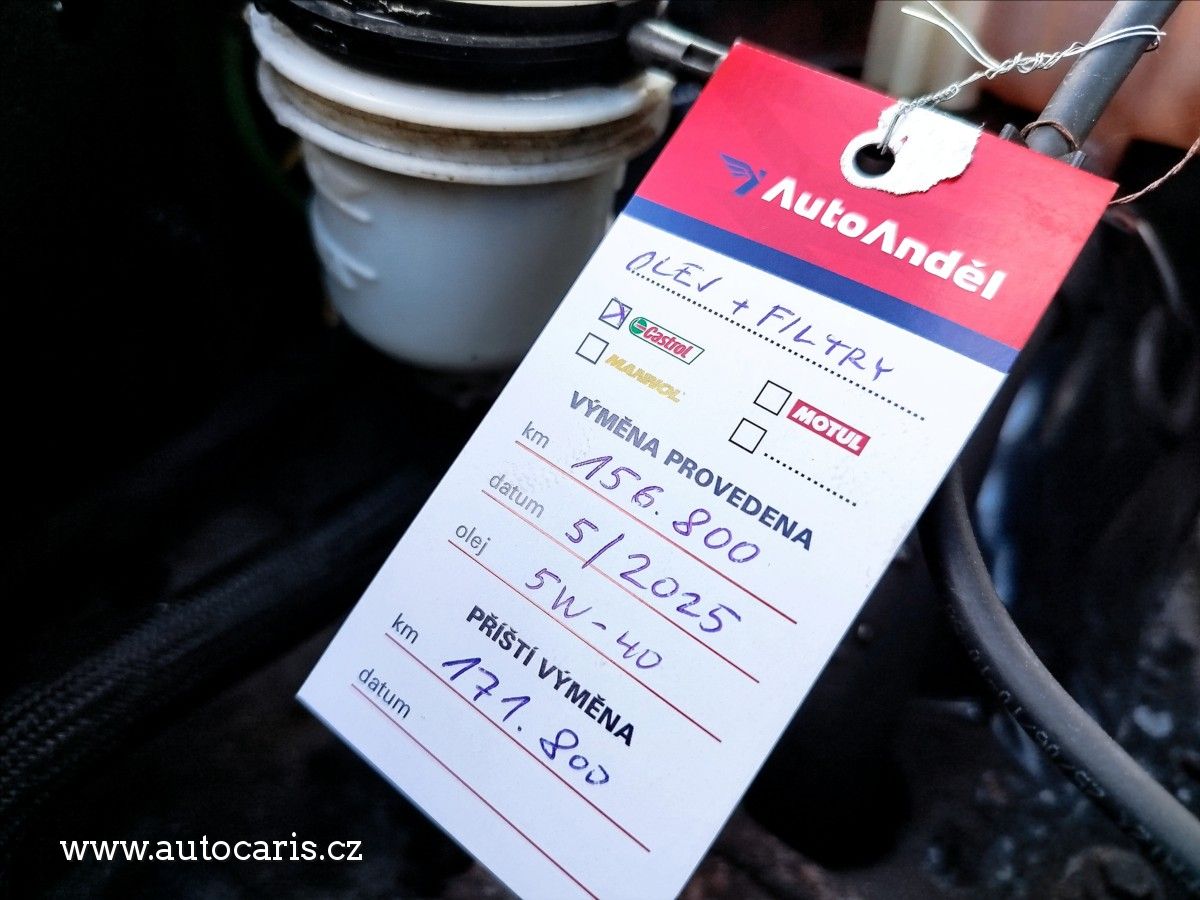 AutoAnděl
OLEJ + FILTRY
Castrol
MANNOL
MOTUL
VÝMĚNA PROVEDENA
km 156.800
datum 5/2025
olej 5W-40
PŘÍŠTÍ VÝMĚNA
km 171.800
datum
www.autocaris.cz